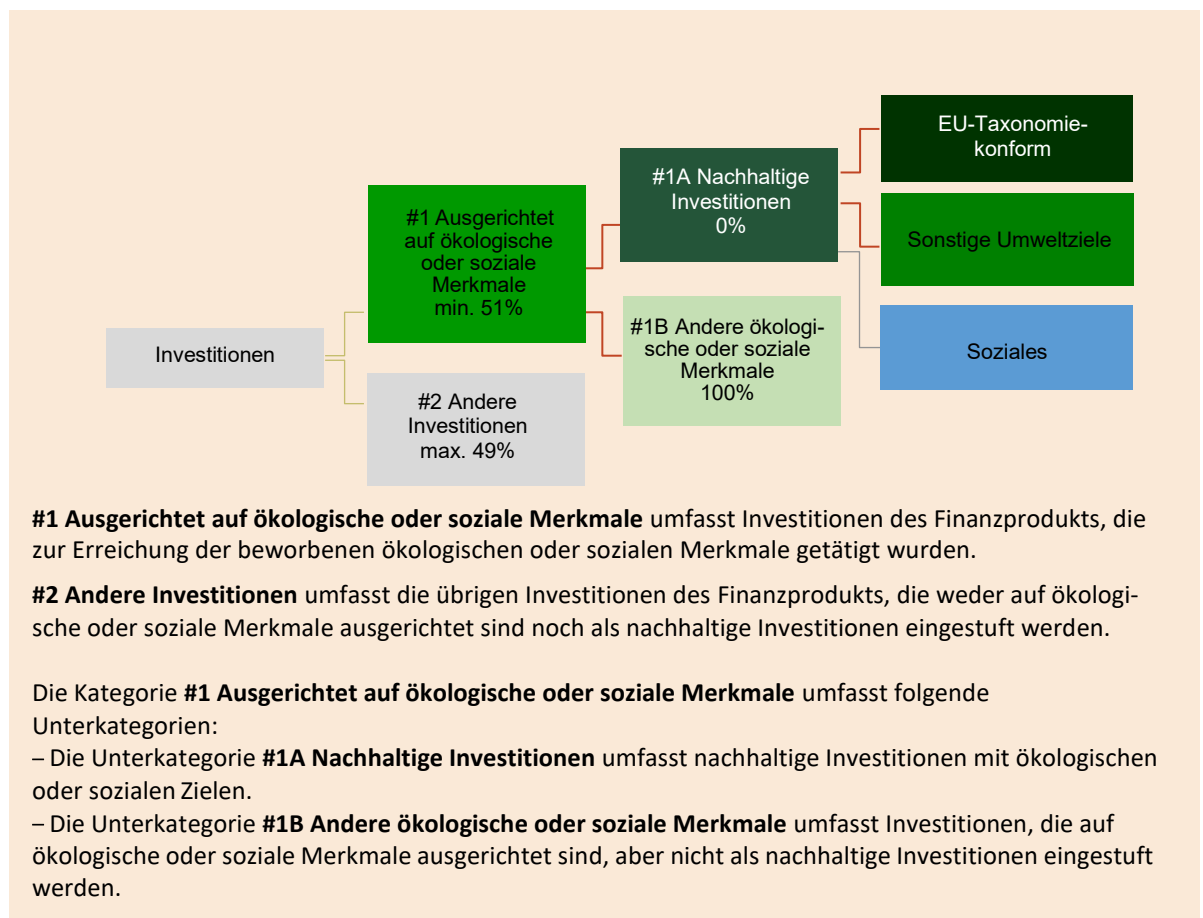 EU-Taxonomie-
konform
#1A Nachhaltige
Investitionen
0%
#1 Ausgerichtet
auf ökologische
oder soziale
Merkmale
min. 51%
Sonstige Umweltziele
#1B Andere ökologi-
sche oder soziale
Merkmale
100%
Investitionen
Soziales
#2 Andere
Investitionen
max. 49%
#1 Ausgerichtet auf ökologische oder soziale Merkmale umfasst Investitionen des Finanzprodukts, die
zur Erreichung der beworbenen ökologischen oder sozialen Merkmale getätigt wurden.
#2 Andere Investitionen umfasst die übrigen Investitionen des Finanzprodukts, die weder auf ökologi-
sche oder soziale Merkmale ausgerichtet sind noch als nachhaltige Investitionen eingestuft werden.
Die Kategorie #1 Ausgerichtet auf ökologische oder soziale Merkmale umfasst folgende
Unterkategorien:
– Die Unterkategorie #1A Nachhaltige Investitionen umfasst nachhaltige Investitionen mit ökologischen
oder sozialen Zielen.
– Die Unterkategorie #1B Andere ökologische oder soziale Merkmale umfasst Investitionen, die auf
ökologische oder soziale Merkmale ausgerichtet sind, aber nicht als nachhaltige Investitionen eingestuft
werden.